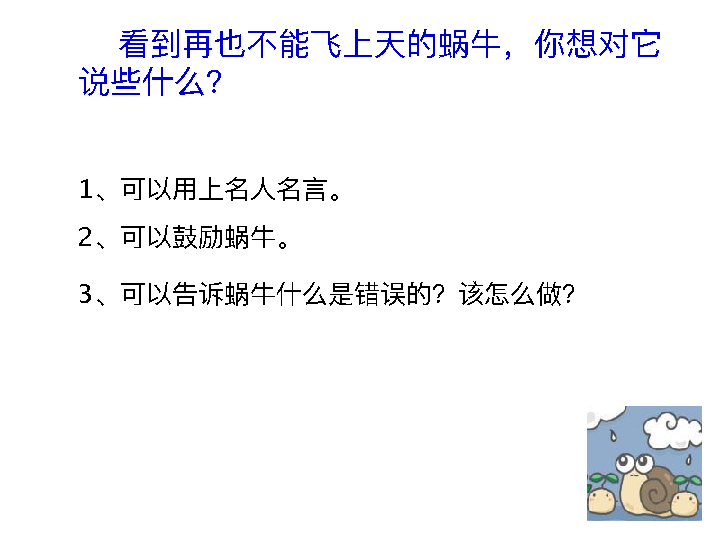 看到再也不能飞上天的蜗牛，你想对它
说些什么？
1、可以用上名人名言。
2、可以鼓励蜗牛。
3、可以告诉蜗牛什么是错误的？该怎么做？